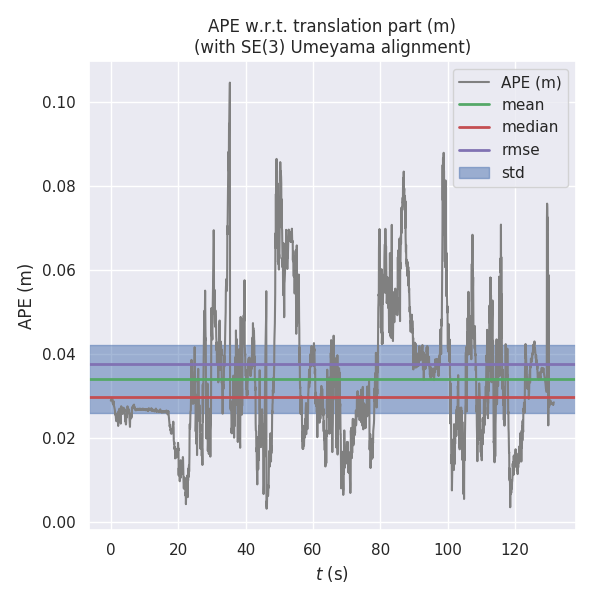 APE w.r.t. translation part (m)
(with SE(3) Umeyama alignment)
APE (m)
mean
median
rmse
std
0.10
0.08
0.06
0.04
0.02
0.00
APE (m)
0 20 40 60 80 100 120
t (s)